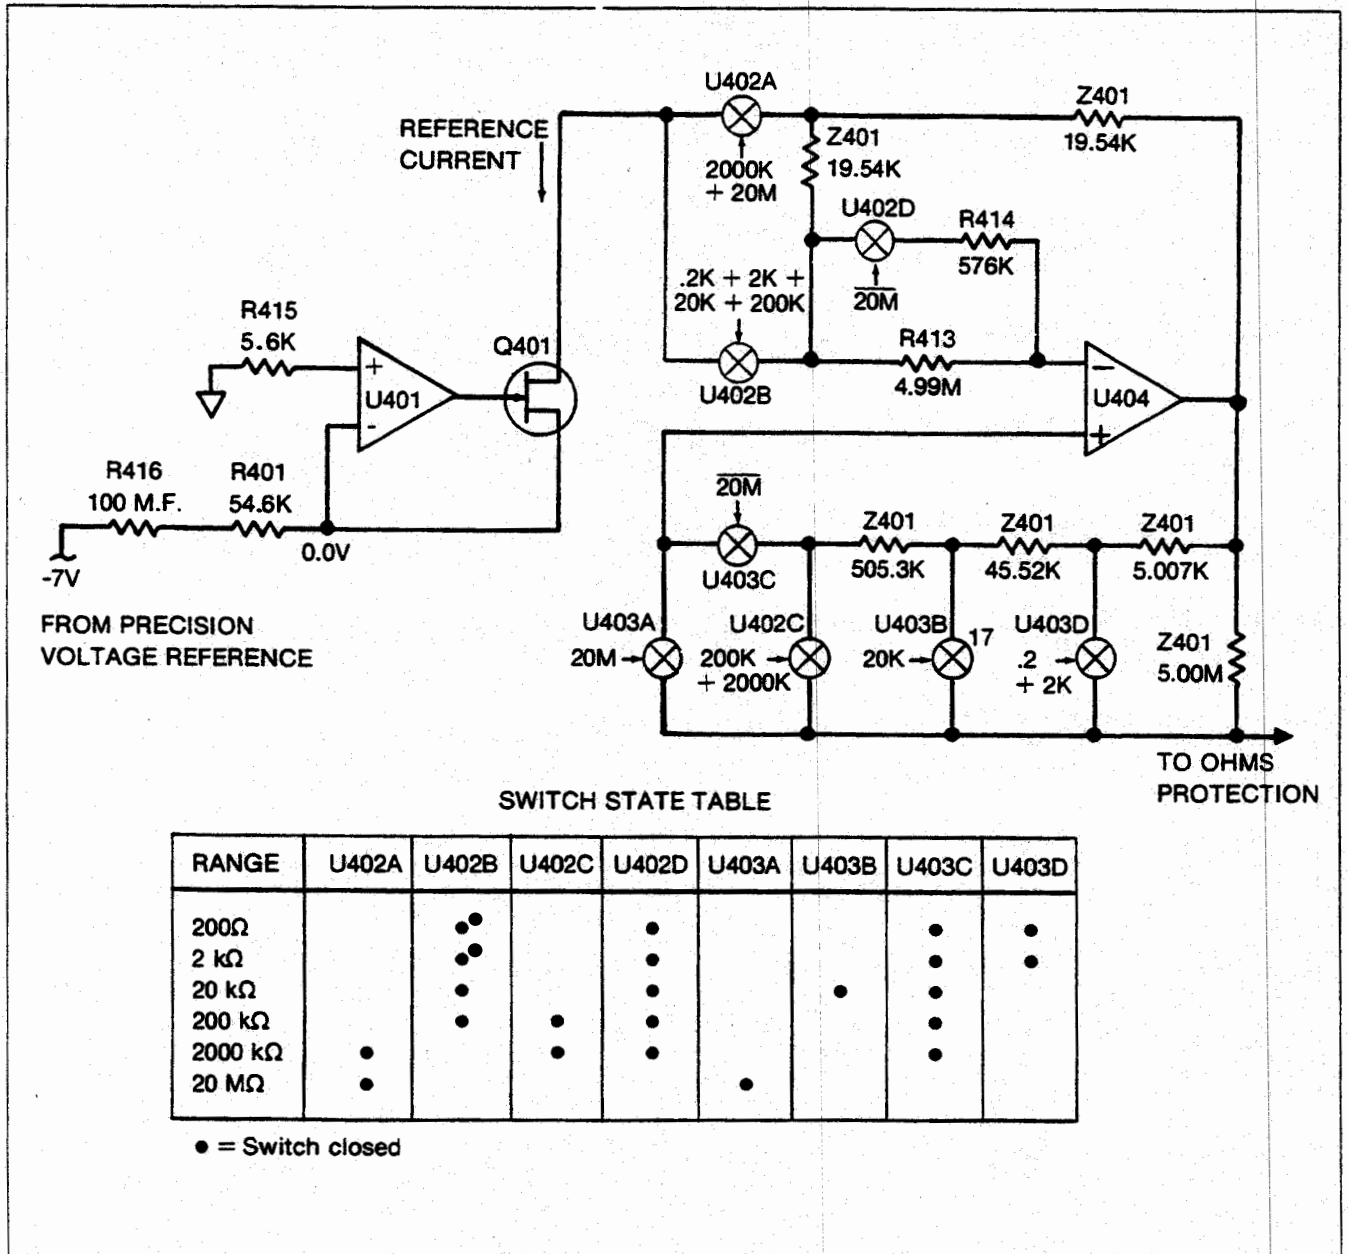 U402A
Z401
19.54K
REFERENCE
CURRENT
2000K
+ 20M
Z401
19.54K
U402D
R414
576K
20M
.2K + 2K +
20K + 200K
U402B
R413
4.99M
R415
5.6K
+
U401
-
Q401
−
U404
+
R416
100 M.F.
R401
54.6K
0.0V
-7V
FROM PRECISION
VOLTAGE REFERENCE
20M
U403C
Z401
505.3K
Z401
45.52K
Z401
5.007K
U403A
20M
U402C
200K
+ 2000K
U403B
17
20K
U403D
.2
+ 2K
Z401
5.00M
TO OHMS
PROTECTION
SWITCH STATE TABLE
RANGE U402A U402B U402C U402D U403A U403B U403C U403D
200Ω ● ● ● ● ●
2 kΩ ● ● ● ● ●
20 kΩ ● ● ● ●
200 kΩ ● ● ● ●
2000 kΩ ● ● ● ●
20 MΩ ● ●
● = Switch closed